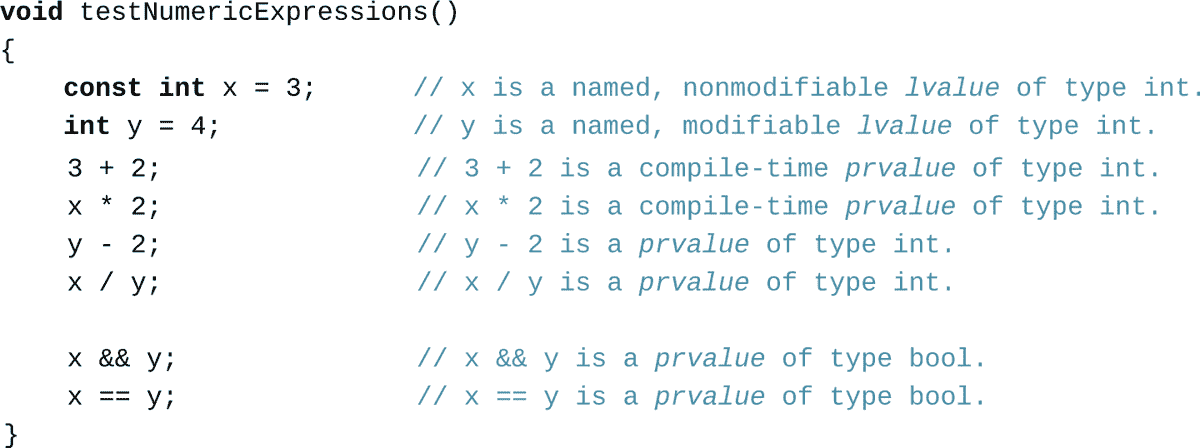 void testNumericExpressions()
{
    const int x = 3;      // x is a named, nonmodifiable lvalue of type int.
    int y = 4;            // y is a named, modifiable lvalue of type int.
    3 + 2;                // 3 + 2 is a compile-time prvalue of type int.
    x * 2;                // x * 2 is a compile-time prvalue of type int.
    y - 2;                // y - 2 is a prvalue of type int.
    x / y;                // x / y is a prvalue of type int.

    x && y;               // x && y is a prvalue of type bool.
    x == y;               // x == y is a prvalue of type bool.
}